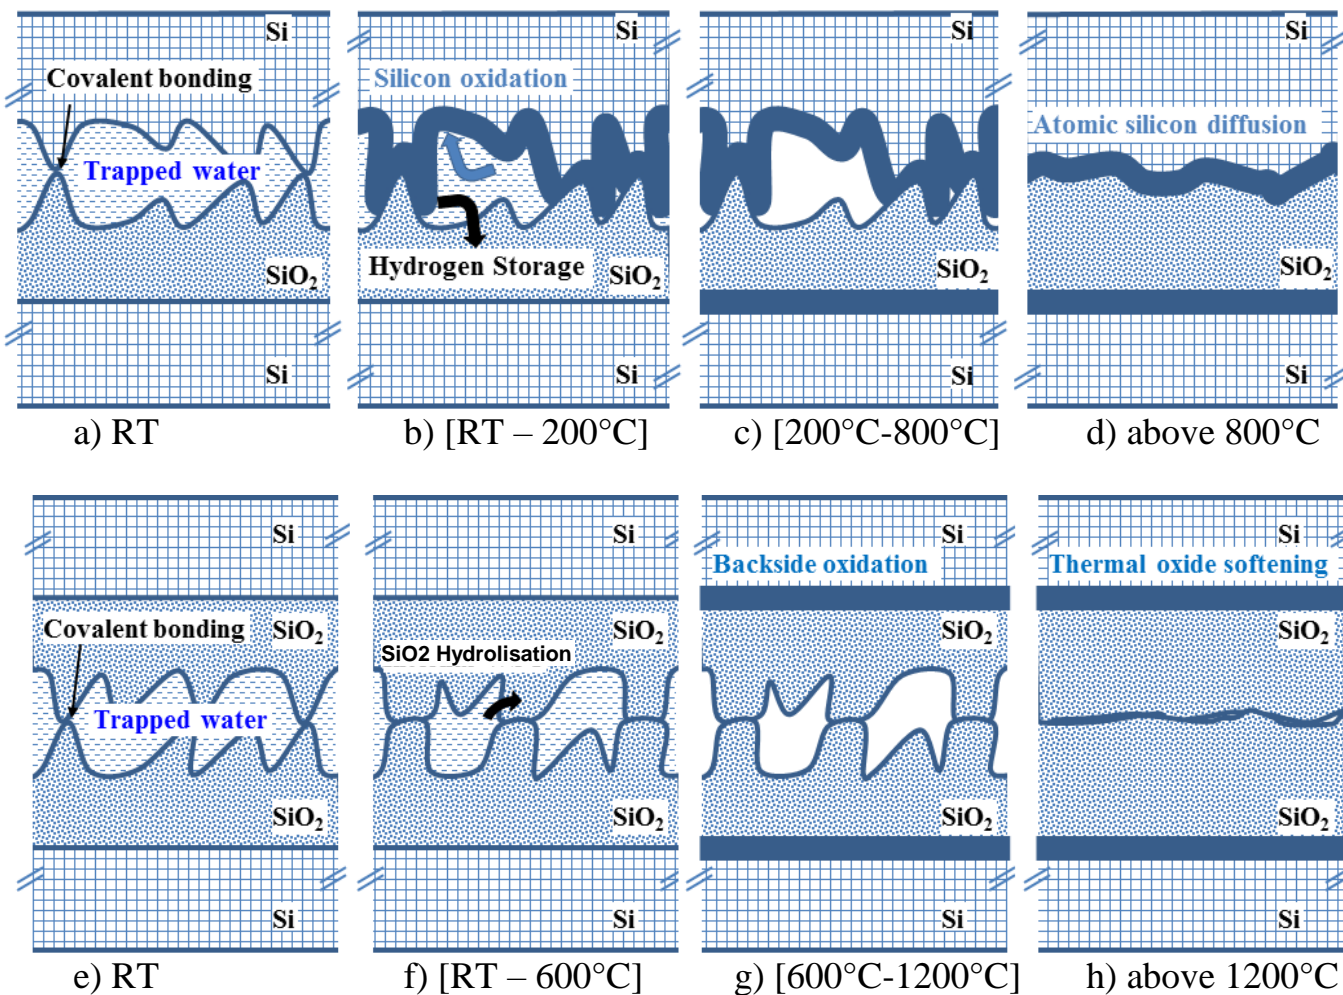 Si
Covalent bonding
Trapped water
SiO₂
Si
a) RT
Si
Silicon oxidation
Hydrogen Storage
SiO₂
Si
b) [RT – 200°C]
Si
SiO₂
Si
c) [200°C-800°C]
Si
Atomic silicon diffusion
SiO₂
Si
d) above 800°C
Si
SiO₂
Covalent bonding
Trapped water
SiO₂
Si
e) RT
Si
SiO₂
SiO2 Hydrolisation
SiO₂
Si
f) [RT – 600°C]
Si
Backside oxidation
SiO₂
SiO₂
Si
g) [600°C-1200°C]
Si
Thermal oxide softening
SiO₂
SiO₂
Si
h) above 1200°C